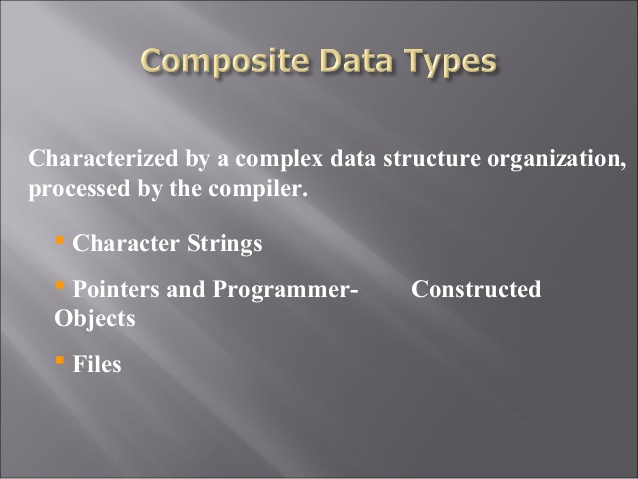 Composite Data Types
Characterized by a complex data structure organization,
processed by the compiler.
▪ Character Strings
▪ Pointers and Programmer- Constructed
Objects
▪ Files